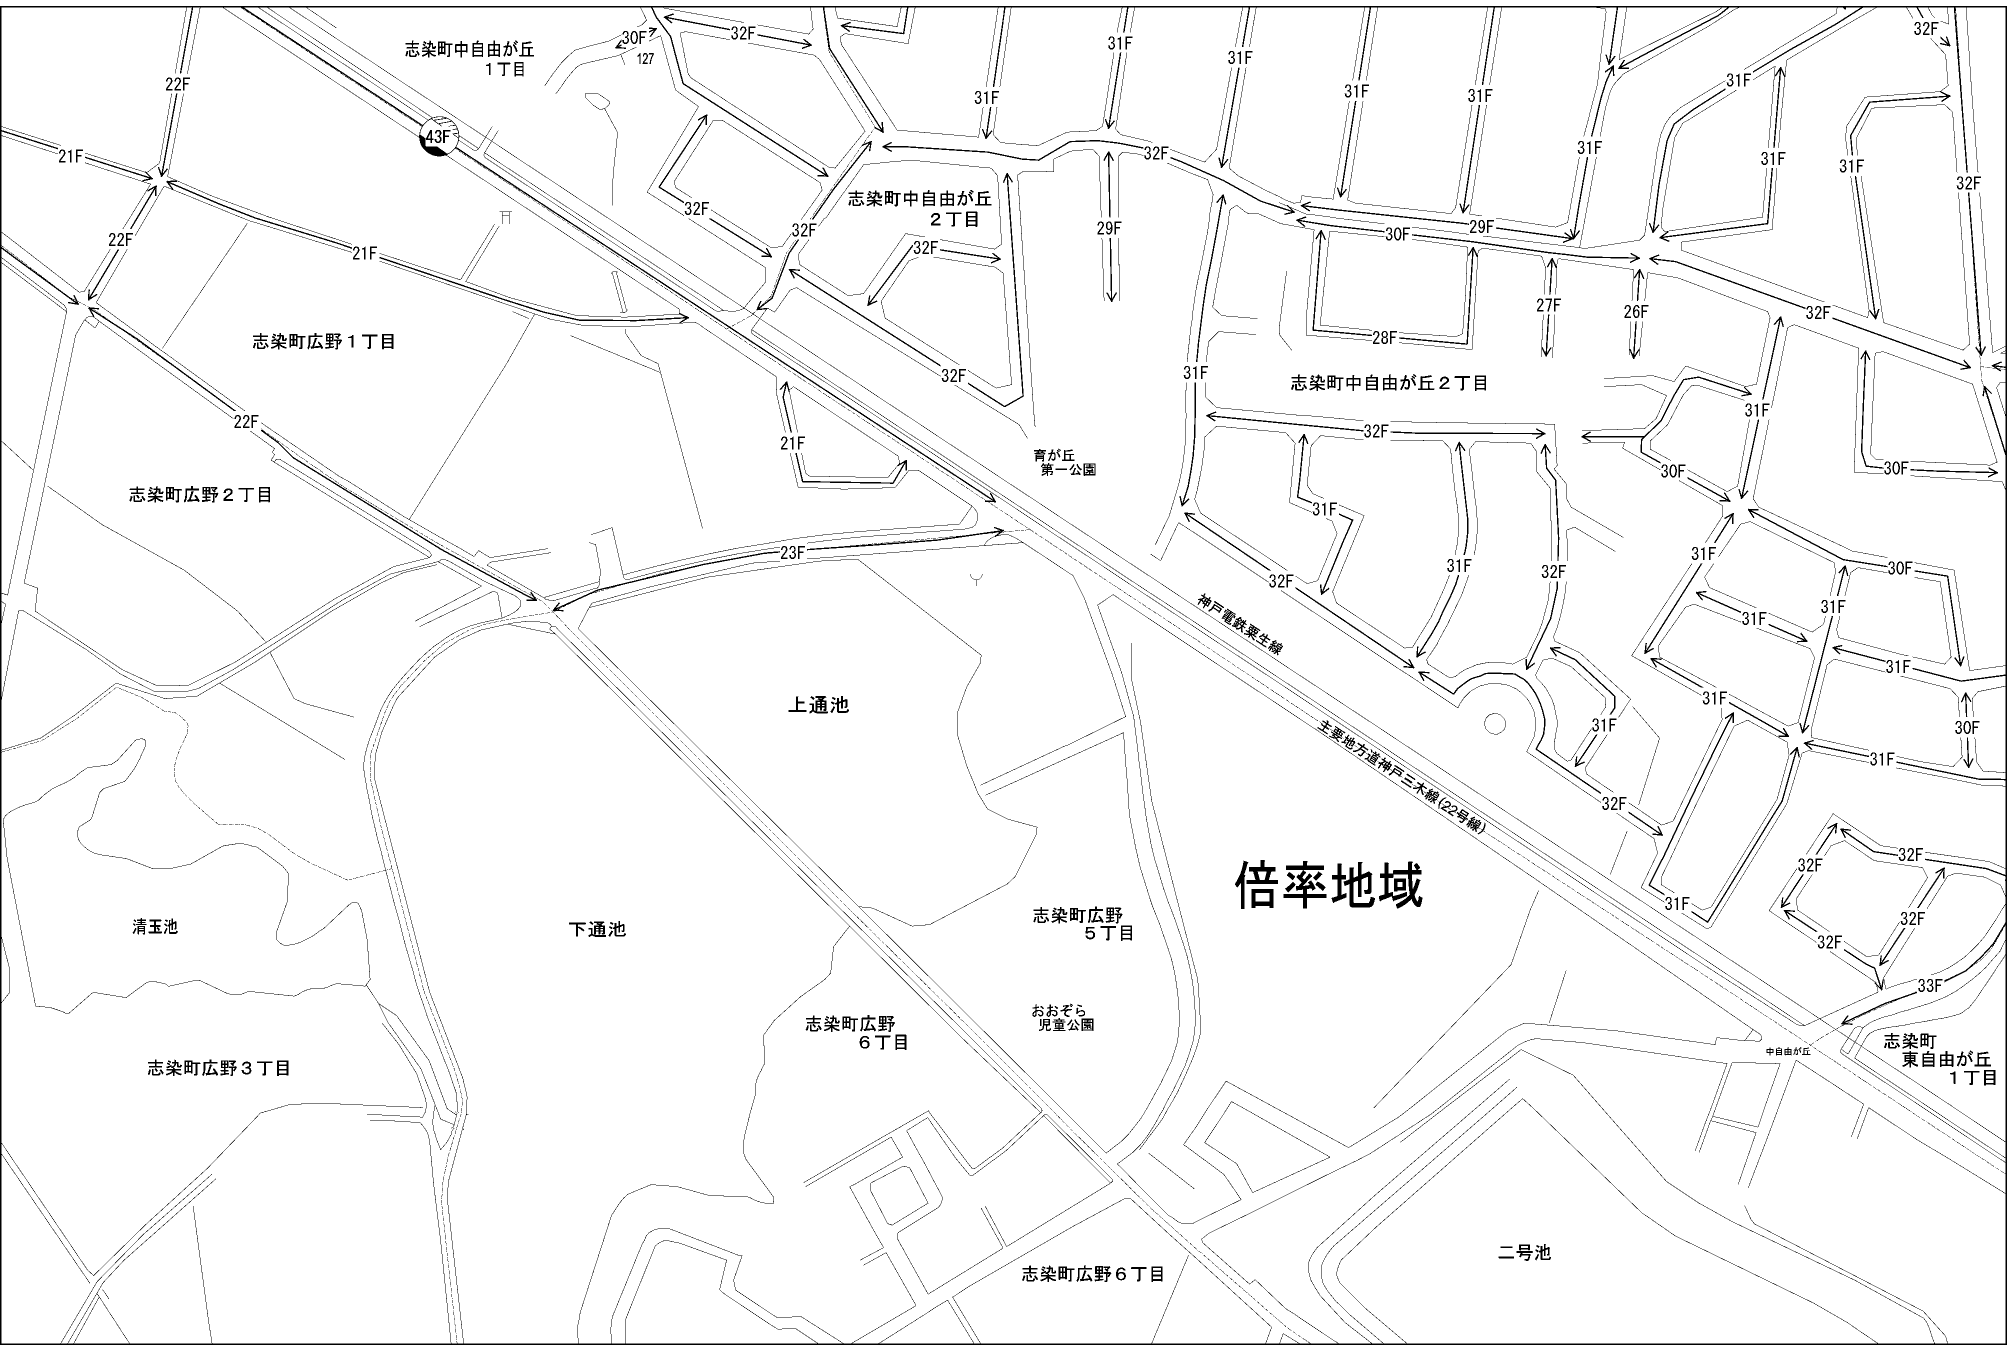 32F
30F
127
32F
31F
31F
31F
31F
31F
志染町中自由が丘
1丁目
22F
43F
21F
31F
31F
31F
32F
32F
22F
21F
32F
32F
志染町中自由が丘
2丁目
32F
29F
29F
30F
27F
26F
32F
28F
志染町広野1丁目
32F
31F
志染町中自由が丘2丁目
31F
22F
21F
32F
育が丘
第一公園
30F
30F
志染町広野2丁目
31F
23F
31F
32F
31F
30F
32F
31F
31F
神戸電鉄粟生線
31F
31F
31F
30F
上通池
主要地方道神戸三木線(22号線)
31F
31F
32F
32F
32F
倍率地域
31F
32F
32F
清玉池
下通池
志染町広野
5丁目
33F
おおぞら
児童公園
志染町広野
6丁目
中自由が丘
志染町
東自由が丘
1丁目
志染町広野3丁目
志染町広野6丁目
二号池